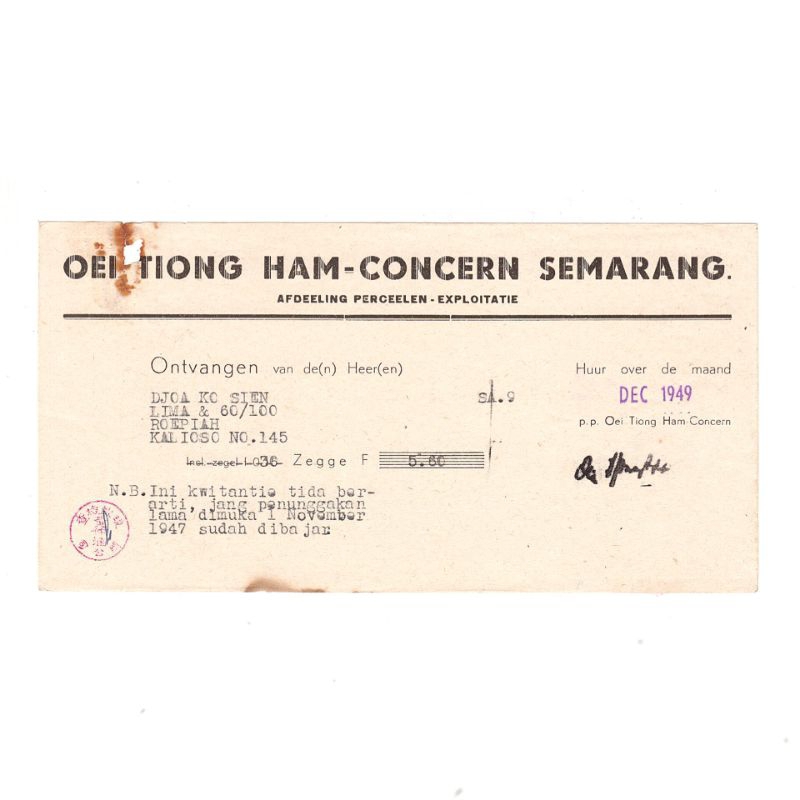 OEI TIONG HAM-CONCERN SEMARANG.
AFDEELING PERCEELEN - EXPLOITATIE
Ontvangen van de(n) Heer(en)
Huur over de maand
DJOA KO SIEN SA.9
DEC 1949
LIMA & 60/100
ROEPIAH
p.p. Oei Tiong Ham Concern
KALIOSO NO.145
Incl. zegel 36 Zegge F 5.60
N.B. Ini kwitantie tida ber-
arti, jang penunggakan
lama dimuka 1 November
1947 sudah dibajar